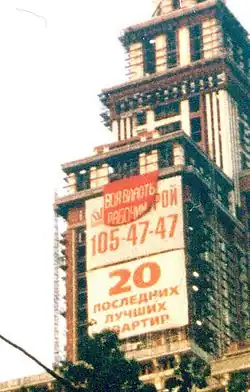 ВСЯ ВЛАСТЬ
РАБОЧИМ
РОЙ
105-47-47
20
ПОСЛЕДНИХ
ЛУЧШИХ
КВАРТИР